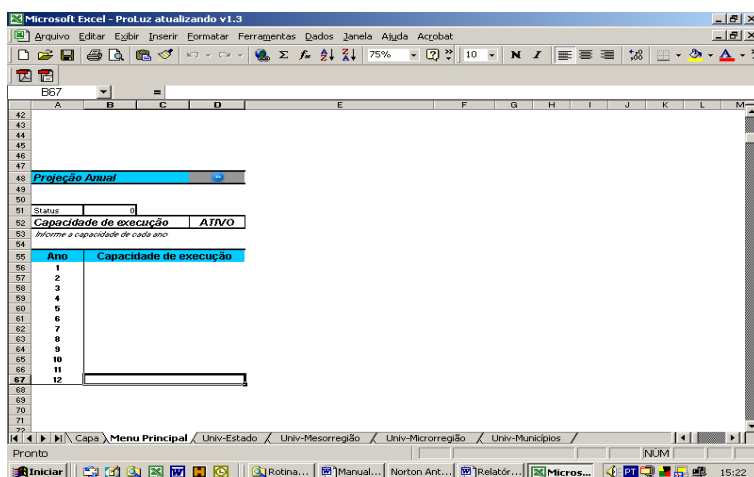 Microsoft Excel - ProLuz atualizando v1.3
Arquivo Editar Exibir Inserir Formatar Ferramentas Dados Janela Ajuda Acrobat
75% 10 N I
B67 =
A B C D E F G H I J K L M
42
43
44
45
46
47
48 Projeção Anual
49
50
51 Status 0
52 Capacidade de execução ATIVO
53 Informe a capacidade de cada ano
54
55 Ano Capacidade de execução
56 1
57 2
58 3
59 4
60 5
61 6
62 7
63 8
64 9
65 10
66 11
67 12
68
69
70
71
72
Capa Menu Principal Univ-Estado Univ-Mesorregião Univ-Microrregião Univ-Municípios
Pronto NÚM
Iniciar Rotina... Manual... Norton Ant... Relatór... Micros... PT 15:22